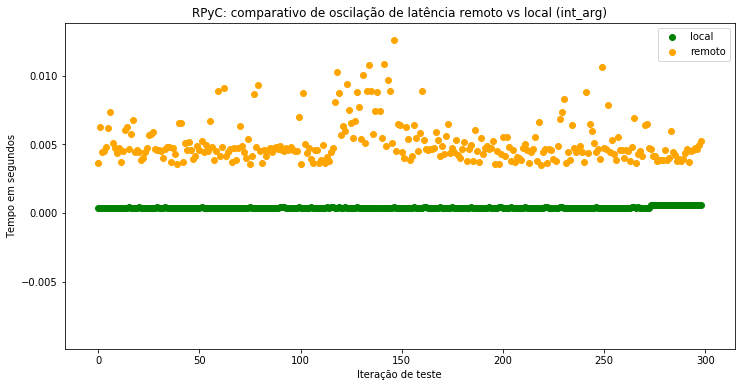 RPyC: comparativo de oscilação de latência remoto vs local (int_arg)
local
remoto
0.010
0.005
0.000
−0.005
Tempo em segundos
0 50 100 150 200 250 300
Iteração de teste